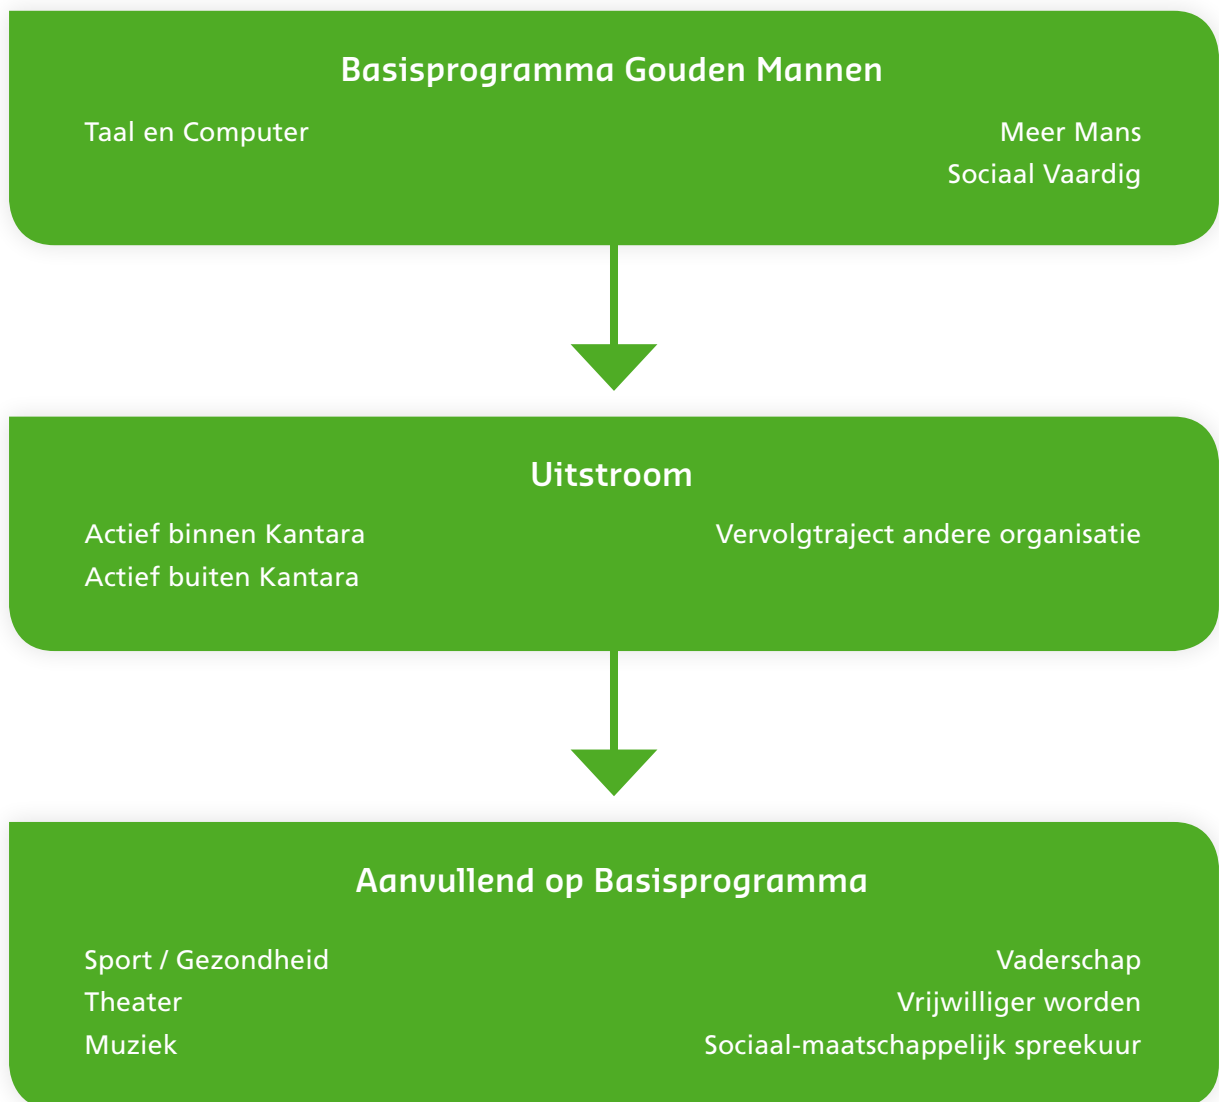 Basisprogramma Gouden Mannen
Taal en Computer
Meer Mans
Sociaal Vaardig
Uitstroom
Actief binnen Kantara
Actief buiten Kantara
Vervolgtraject andere organisatie
Aanvullend op Basisprogramma
Sport / Gezondheid
Theater
Muziek
Vaderschap
Vrijwilliger worden
Sociaal-maatschappelijk spreekuur